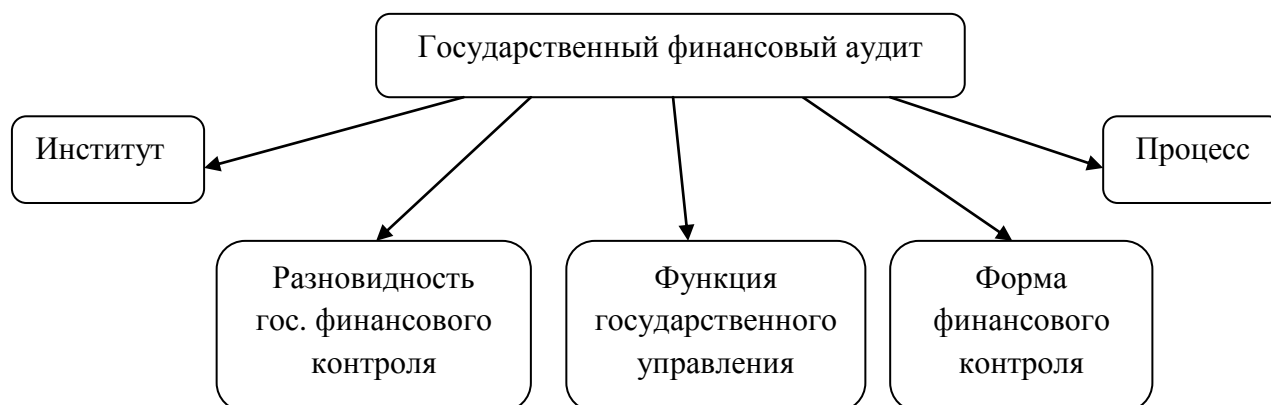 Государственный финансовый аудит
Институт
Процесс
Разновидность
гос. финансового
контроля
Функция
государственного
управления
Форма
финансового
контроля